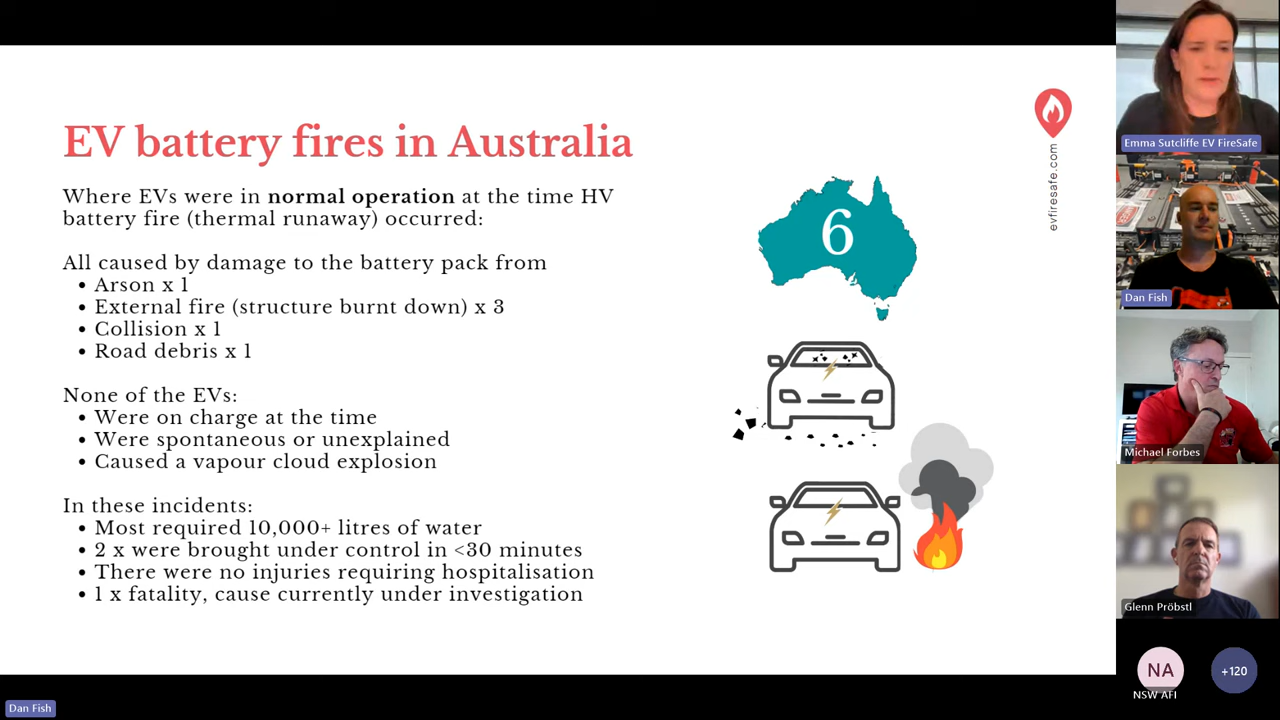 EV battery fires in Australia
Where EVs were in normal operation at the time HV
battery fire (thermal runaway) occurred:
All caused by damage to the battery pack from
• Arson x 1
• External fire (structure burnt down) x 3
• Collision x 1
• Road debris x 1
None of the EVs:
• Were on charge at the time
• Were spontaneous or unexplained
• Caused a vapour cloud explosion
In these incidents:
• Most required 10,000+ litres of water
• 2 x were brought under control in <30 minutes
• There were no injuries requiring hospitalisation
• 1 x fatality, cause currently under investigation
6
evfiresafe.com
Emma Sutcliffe EV FireSafe
Dan Fish
Michael Forbes
Glenn Pröbstl
NA
NSW AFI
+120
Dan Fish